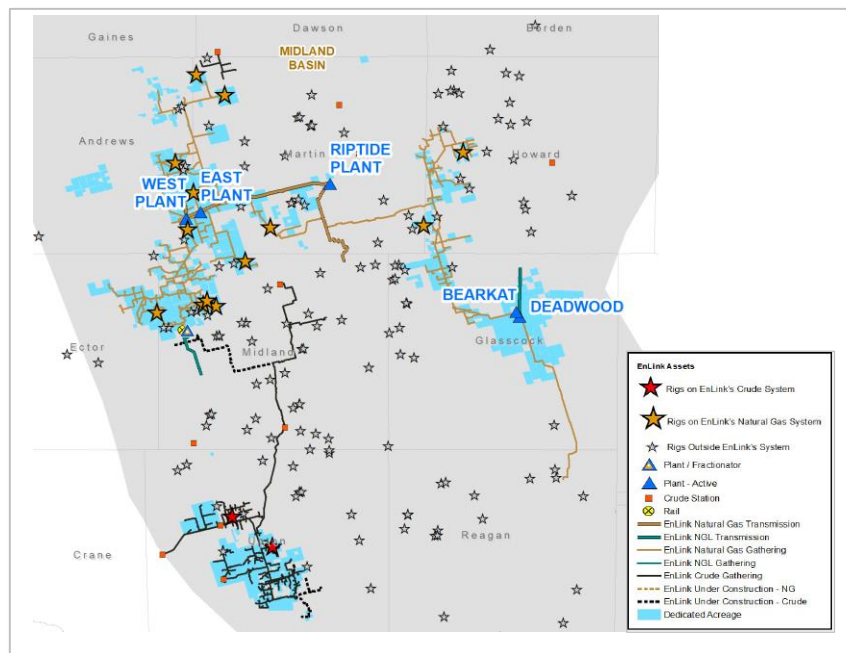 Gaines
Dawson
Borden
MIDLAND
BASIN
Andrews
Martin
Howard
RIPTIDE
PLANT
WEST
PLANT
EAST
PLANT
BEARKAT
DEADWOOD
Ector
Midland
Glasscock
Crane
Upton
Reagan
EnLink Assets
Rigs on EnLink's Crude System
Rigs on EnLink's Natural Gas System
Rigs Outside EnLink's System
Plant / Fractionator
Plant - Active
Crude Station
Rail
EnLink Natural Gas Transmission
EnLink NGL Transmission
EnLink Natural Gas Gathering
EnLink NGL Gathering
EnLink Crude Gathering
EnLink Under Construction - NG
EnLink Under Construction - Crude
Dedicated Acreage